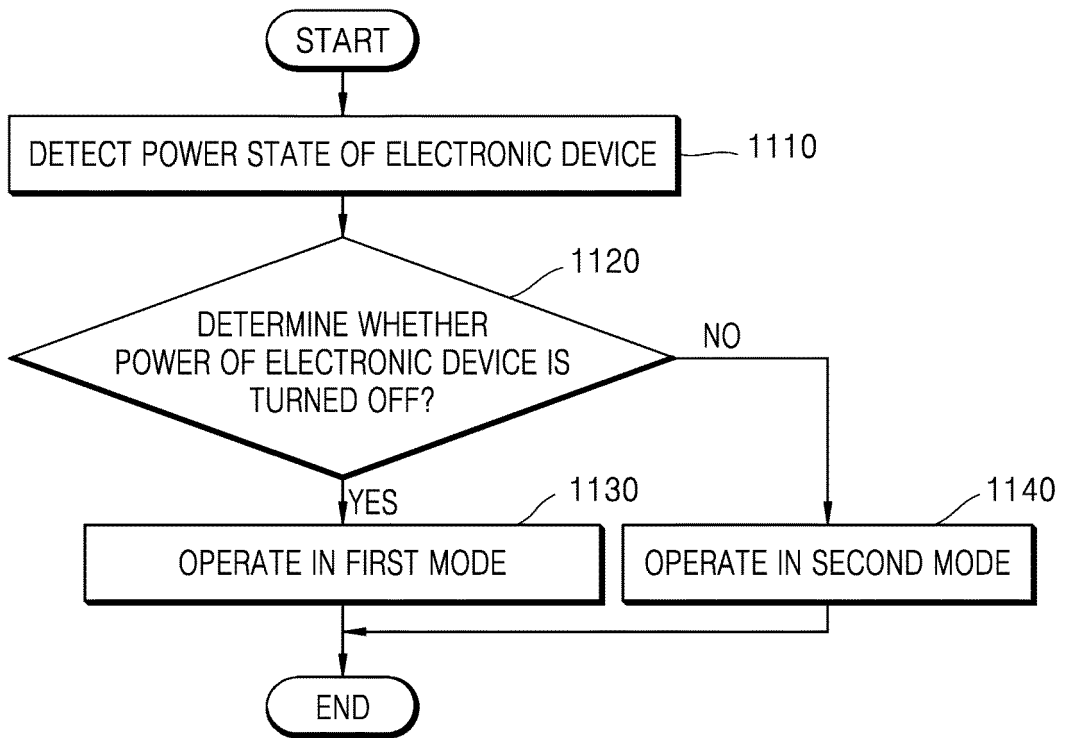 START
DETECT POWER STATE OF ELECTRONIC DEVICE
1110
1120
DETERMINE WHETHER
POWER OF ELECTRONIC DEVICE IS
TURNED OFF?
NO
YES
1130
1140
OPERATE IN FIRST MODE
OPERATE IN SECOND MODE
END